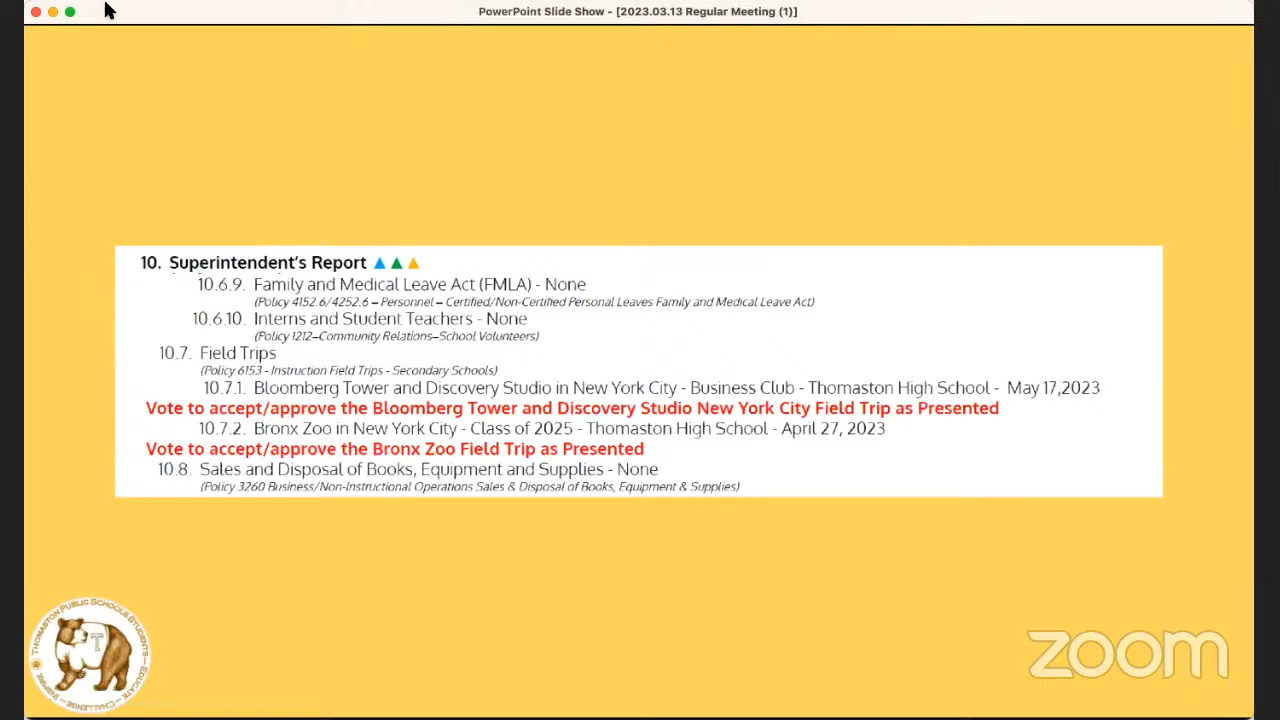 PowerPoint Slide Show - [2023.03.13 Regular Meeting (1)]
10. Superintendent's Report
10.6.9. Family and Medical Leave Act (FMLA) - None
(Policy 4152.6/4252.6 – Personnel – Certified/Non-Certified Personal Leaves Family and Medical Leave Act)
10.6.10. Interns and Student Teachers - None
(Policy 1212–Community Relations–School Volunteers)
10.7. Field Trips
(Policy 6153 - Instruction Field Trips - Secondary Schools)
10.7.1. Bloomberg Tower and Discovery Studio in New York City - Business Club - Thomaston High School - May 17,2023
Vote to accept/approve the Bloomberg Tower and Discovery Studio New York City Field Trip as Presented
10.7.2. Bronx Zoo in New York City - Class of 2025 - Thomaston High School - April 27, 2023
Vote to accept/approve the Bronx Zoo Field Trip as Presented
10.8. Sales and Disposal of Books, Equipment and Supplies - None
(Policy 3260 Business/Non-Instructional Operations Sales & Disposal of Books, Equipment & Supplies)
THOMASTON PUBLIC SCHOOLS STUDENTS
INSPIRE – CHALLENGE – EDUCATE
T
zoom